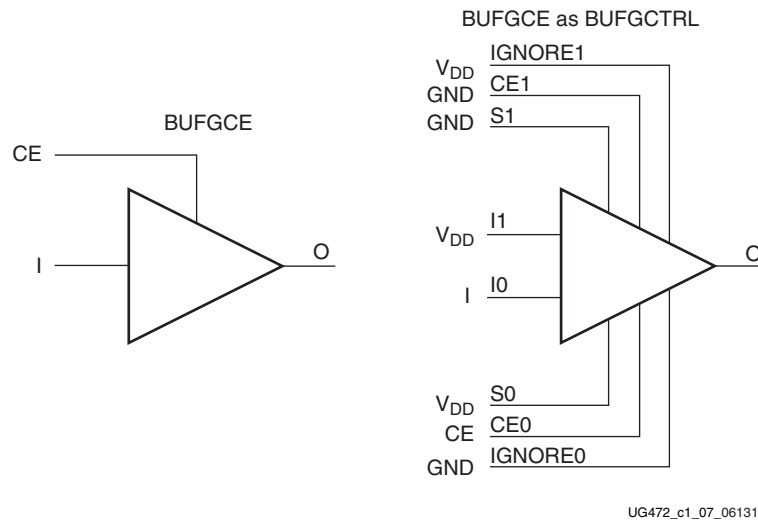 BUFGCE as BUFGCTRL
VDD IGNORE1
GND CE1
GND S1
BUFGCE
CE
VDD I1
I O
I I0
O
VDD S0
CE CE0
GND IGNORE0
UG472_c1_07_06131